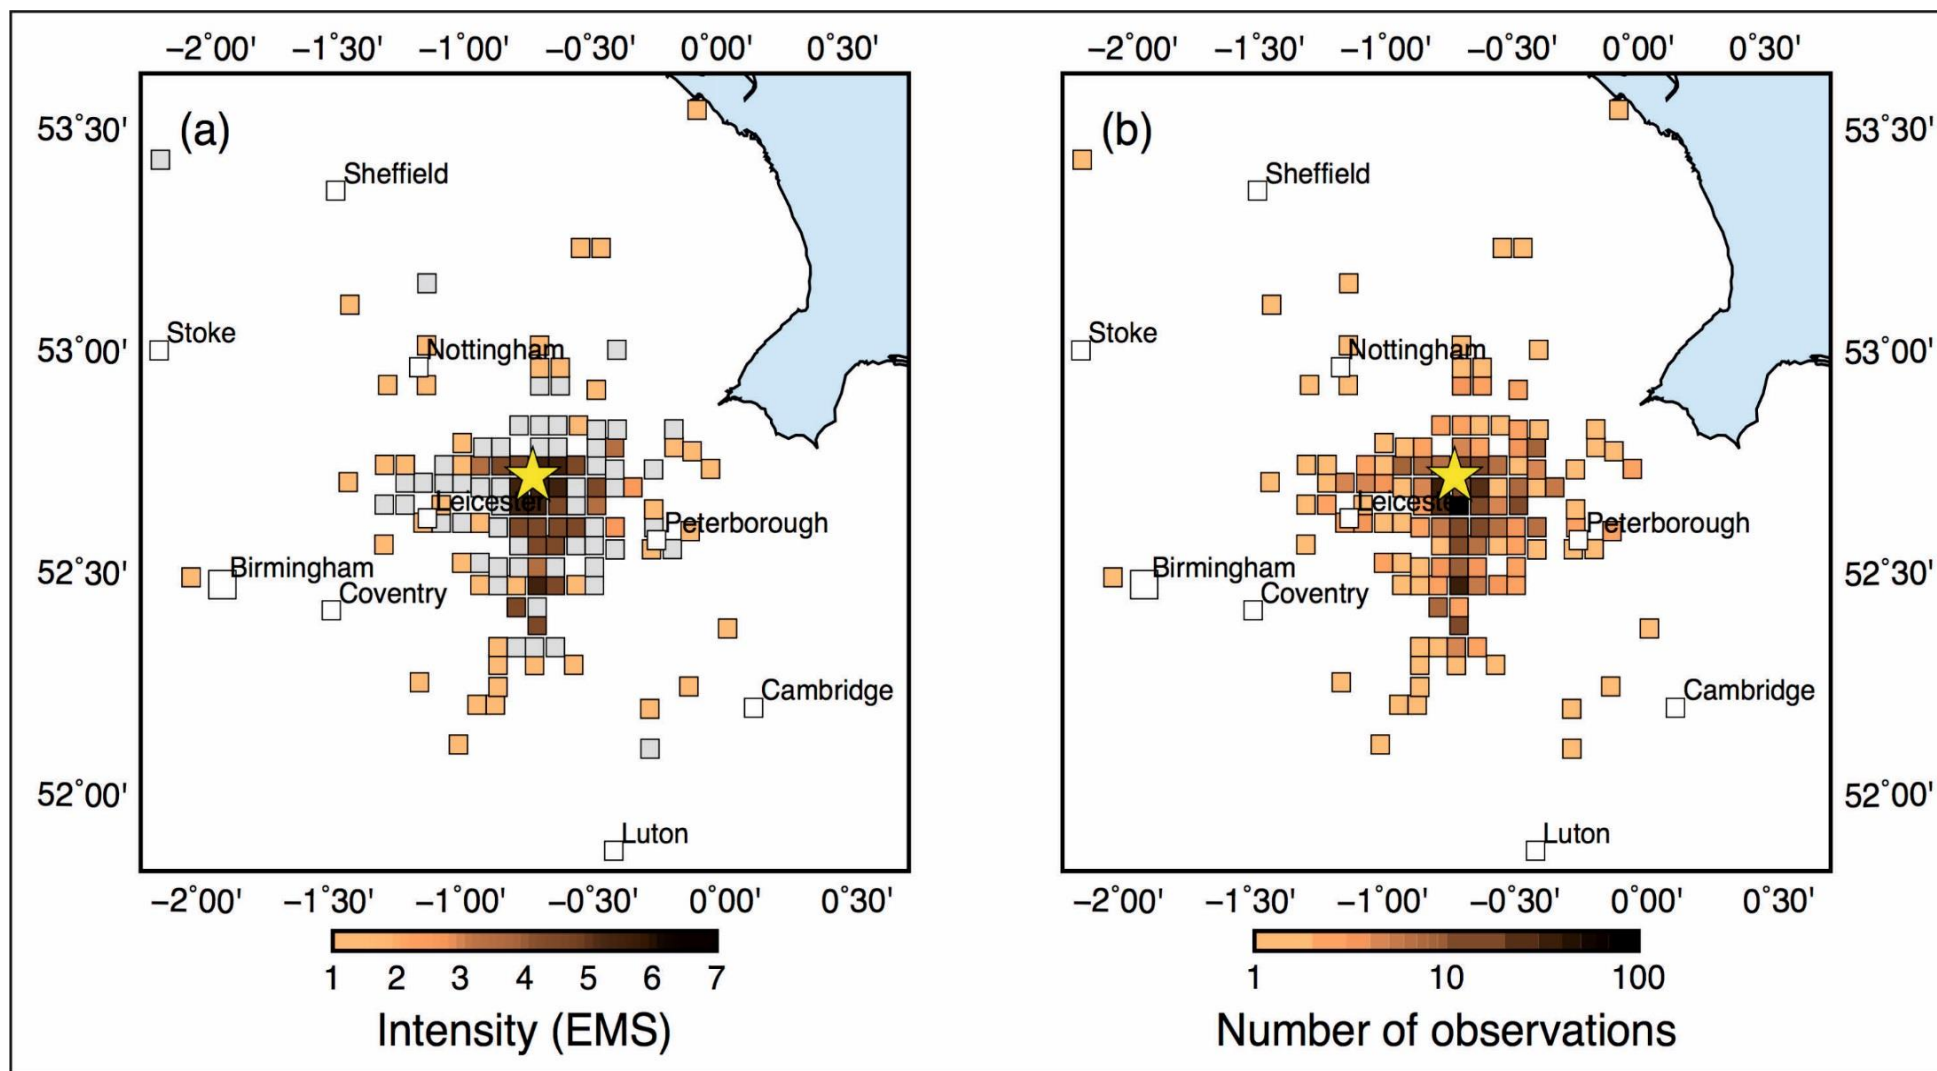 −2˚00' −1˚30' −1˚00' −0˚30' 0˚00' 0˚30'
53˚30'
53˚00'
52˚30'
52˚00'
(a)
Sheffield
Stoke
Nottingham
Leicester
Peterborough
Birmingham
Coventry
Cambridge
Luton
−2˚00' −1˚30' −1˚00' −0˚30' 0˚00' 0˚30'
1 2 3 4 5 6 7
Intensity (EMS)
−2˚00' −1˚30' −1˚00' −0˚30' 0˚00' 0˚30'
(b)
53˚30'
53˚00'
52˚30'
52˚00'
Sheffield
Stoke
Nottingham
Leicester
Peterborough
Birmingham
Coventry
Cambridge
Luton
−2˚00' −1˚30' −1˚00' −0˚30' 0˚00' 0˚30'
1 10 100
Number of observations